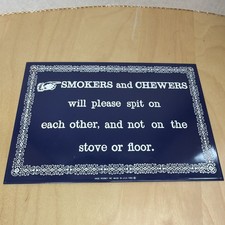 SMOKERS and CHEWERS
will please spit on
each other, and not on the
stove or floor.